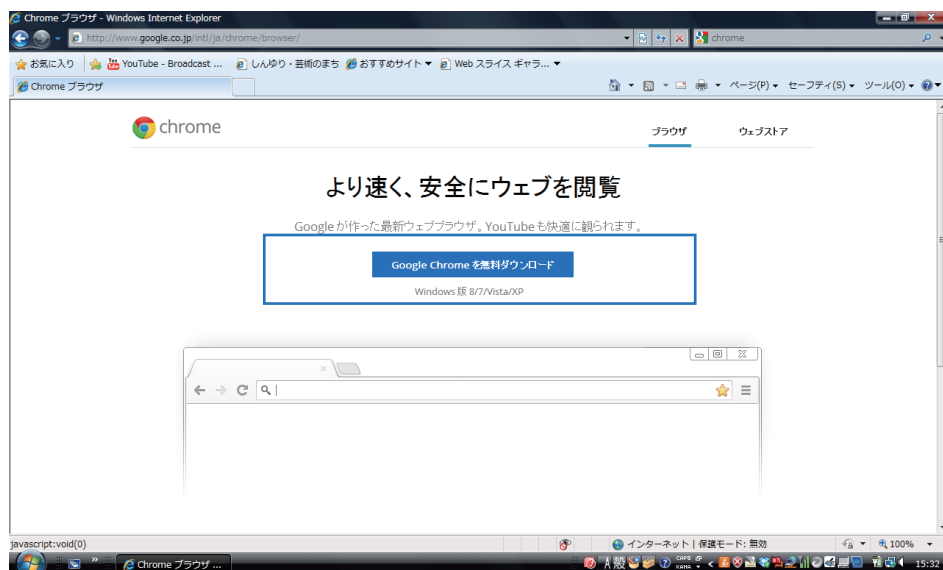 Chrome ブラウザ - Windows Internet Explorer
http://www.google.co.jp/intl/ja/chrome/browser/
chrome
お気に入り YouTube - Broadcast ... しんゆり・芸術のまち おすすめサイト Web スライス ギャラ...
Chrome ブラウザ ページ(P) セーフティ(S) ツール(O)
chrome ブラウザ ウェブストア
より速く、安全にウェブを閲覧
Google が作った最新ウェブブラウザ。YouTube も快適に観られます。
Google Chrome を無料ダウンロード
Windows 版 8/7/Vista/XP
javascript:void(0) インターネット | 保護モード: 無効 100%
Chrome ブラウザ ... A 般 CAPS KANA 15:32